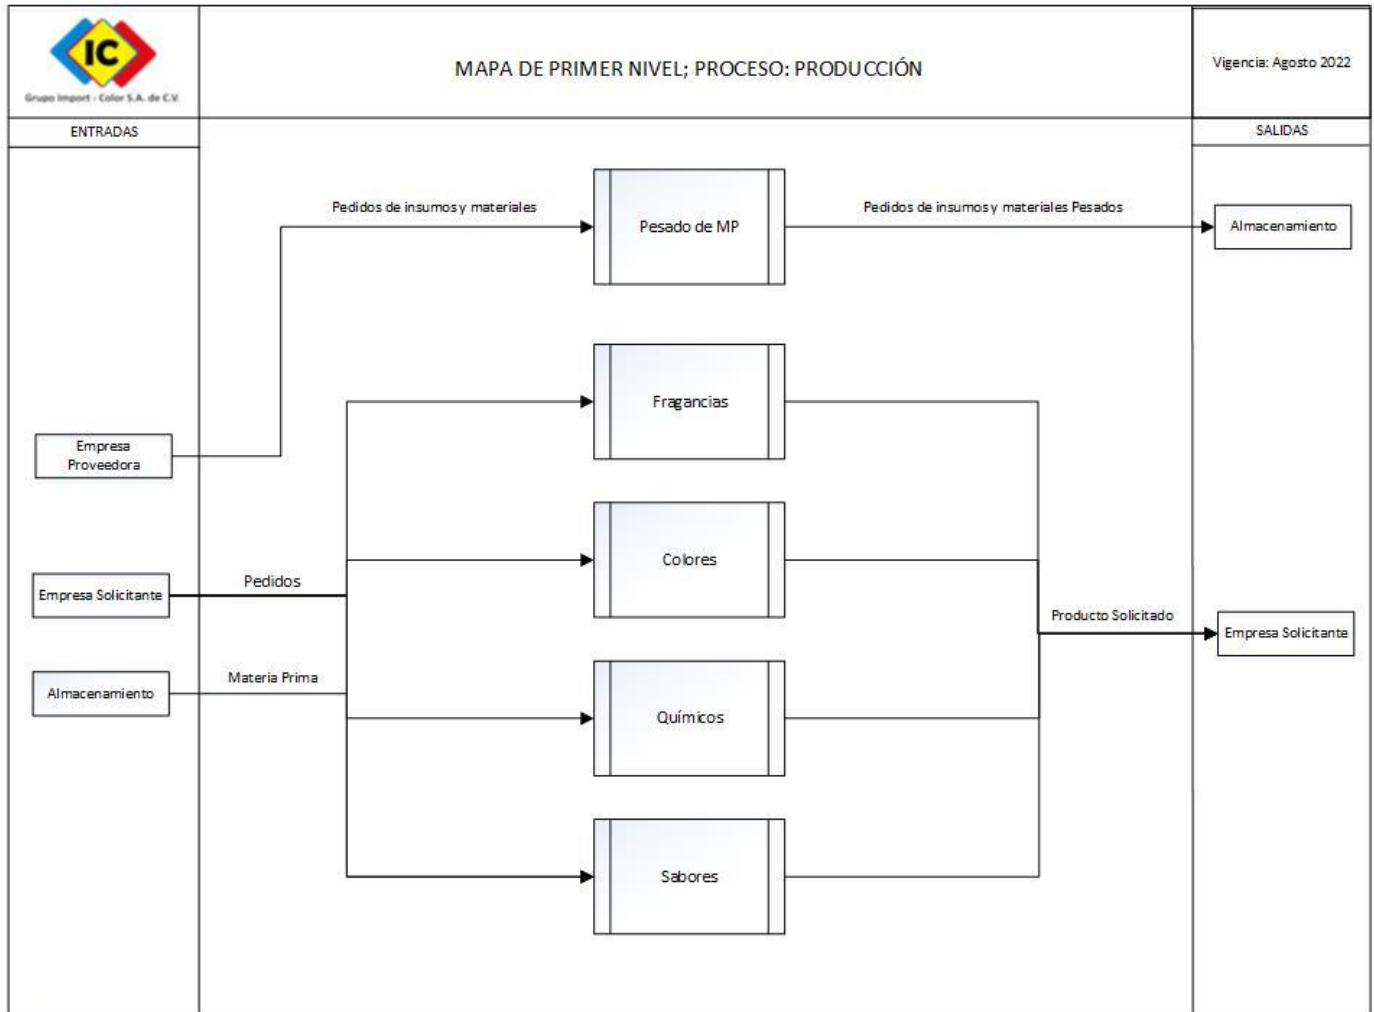 IC
Grupo Import - Color S.A. de C.V.
MAPA DE PRIMER NIVEL; PROCESO: PRODUCCIÓN
Vigencia: Agosto 2022
ENTRADAS
SALIDAS
Pedidos de insumos y materiales
Pesado de MP
Pedidos de insumos y materiales Pesados
Almacenamiento
Fragancias
Empresa
Proveedora
Colores
Pedidos
Empresa Solicitante
Producto Solicitado
Empresa Solicitante
Materia Prima
Almacenamiento
Químicos
Sabores